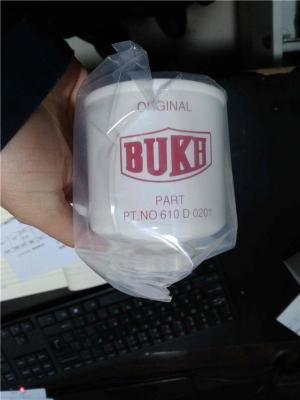 ORIGINAL
BUKH
PART
PT.NO 610 D 0201